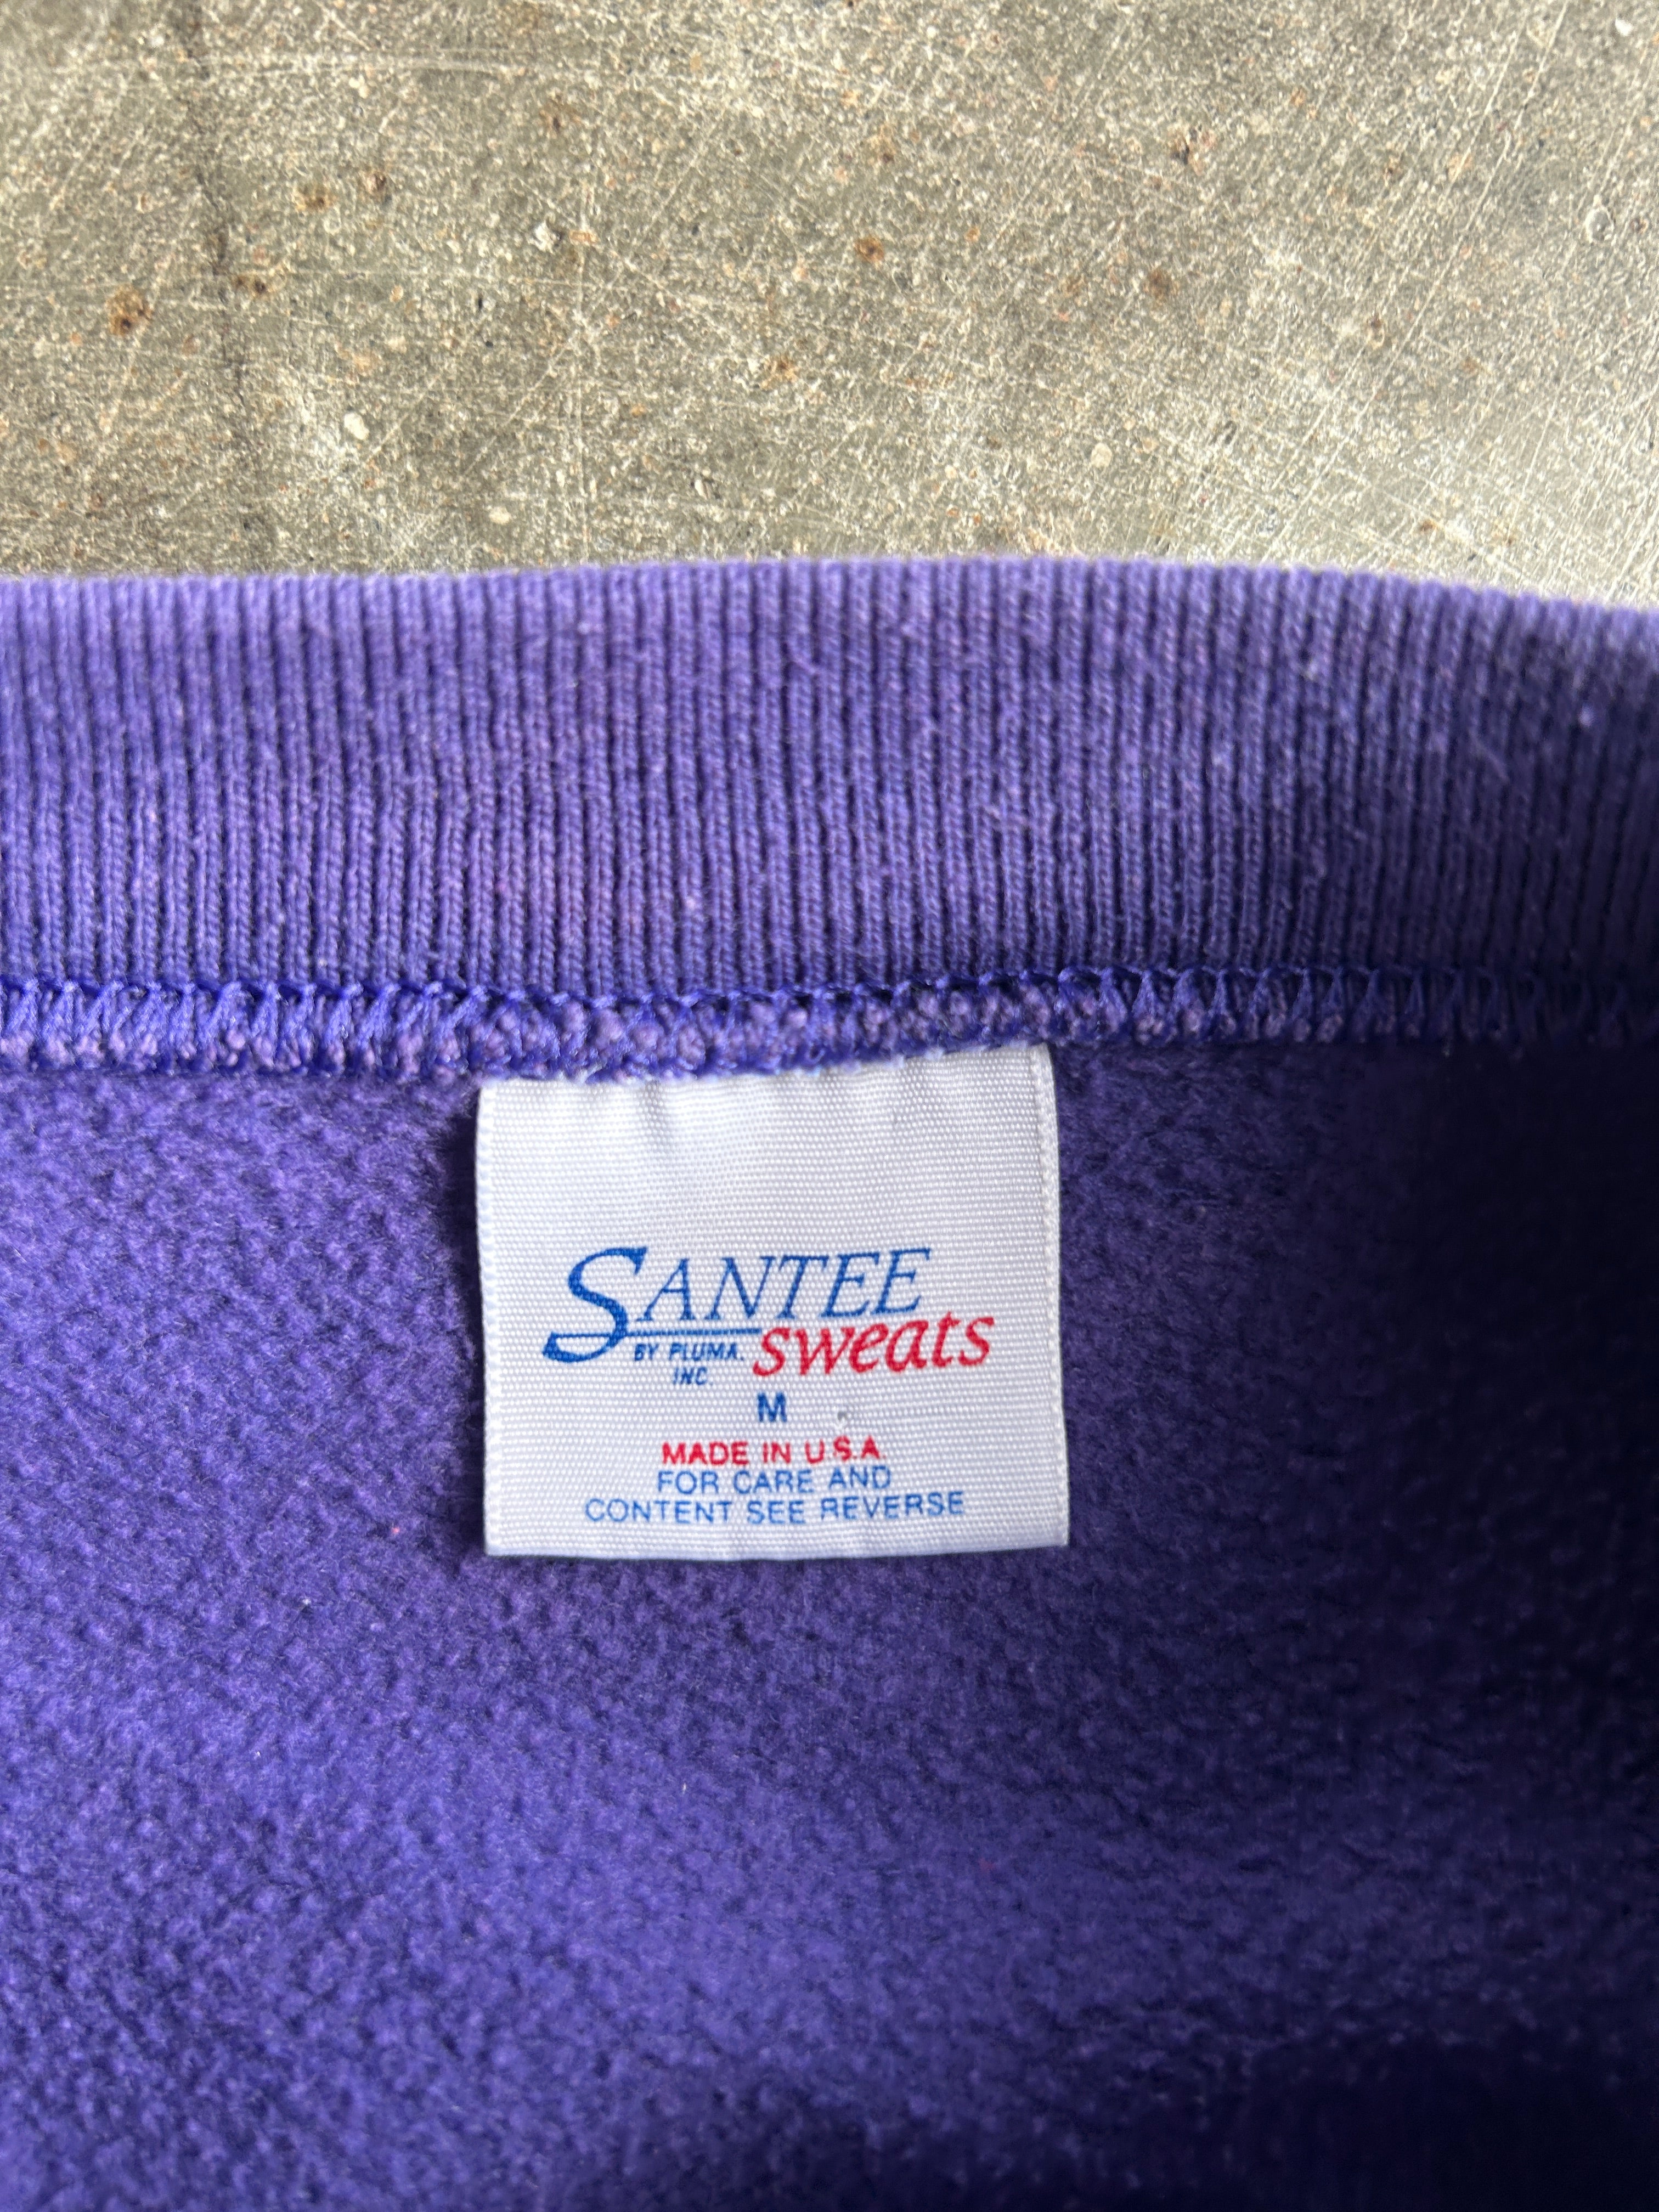 SANTEE
BY PLUMA. sweats
INC
M
MADE IN U.S.A
FOR CARE AND
CONTENT SEE REVERSE